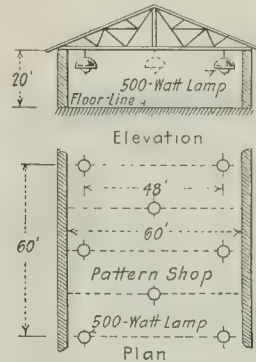 20'
500-Watt Lamp
Floor-Line
Elevation
48'
60'
60'
Pattern Shop
500-Watt Lamp
Plan